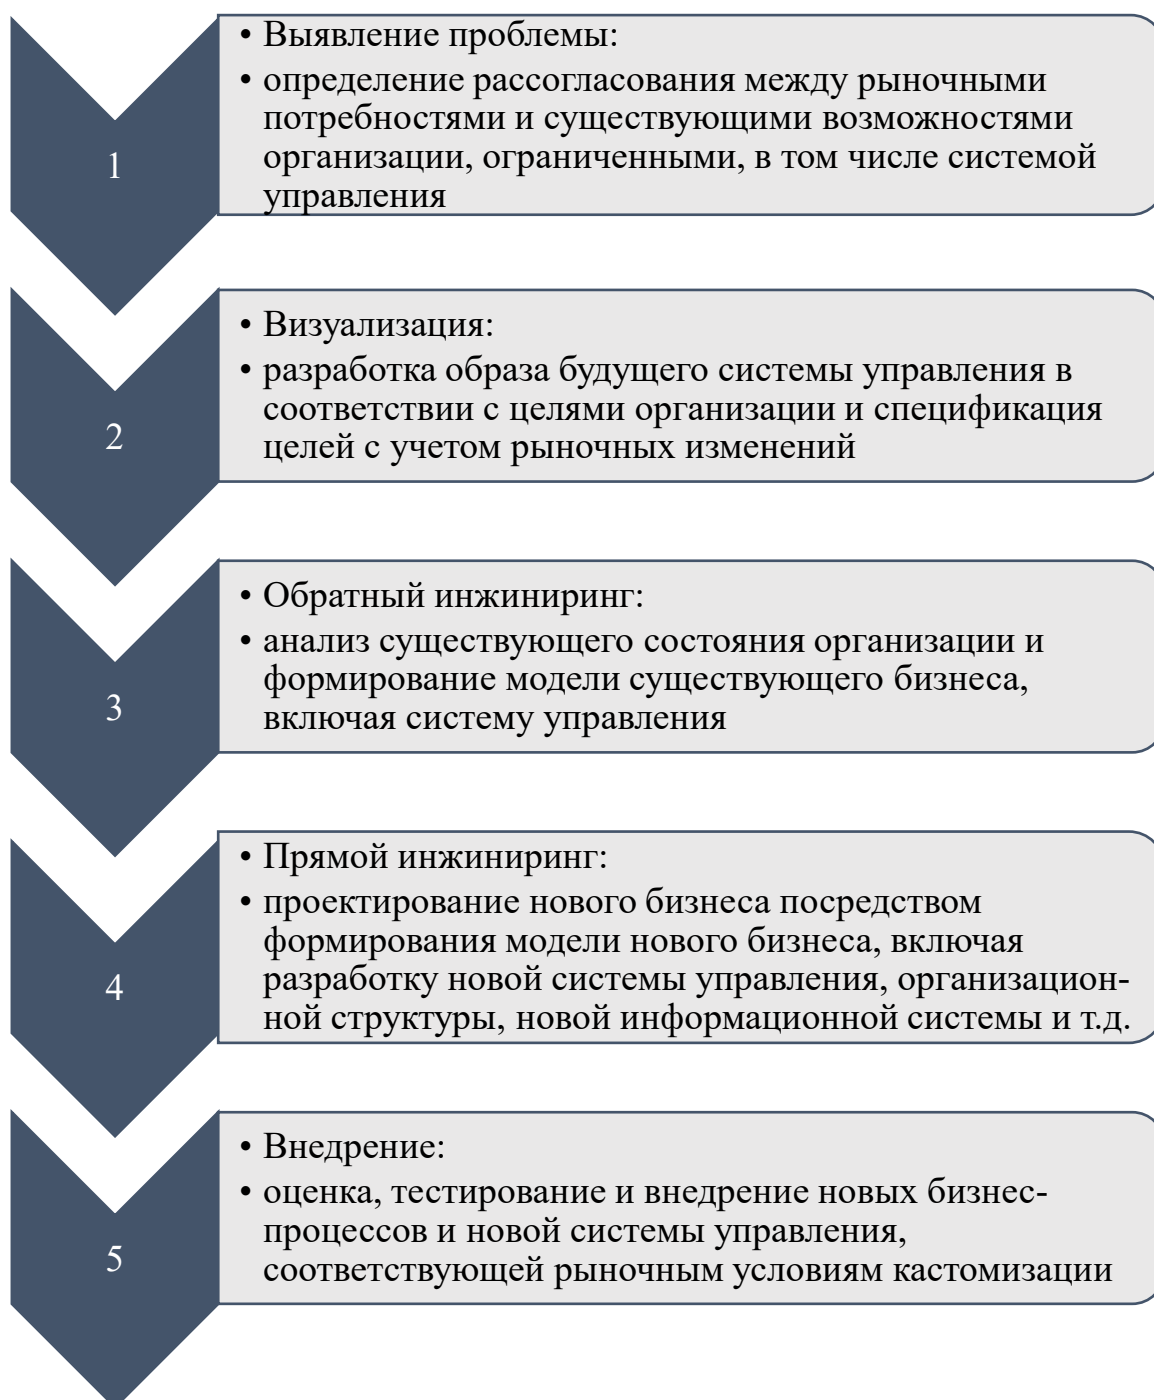 1
• Выявление проблемы:
• определение рассогласования между рыночными
потребностями и существующими возможностями
организации, ограниченными, в том числе системой
управления
2
• Визуализация:
• разработка образа будущего системы управления в
соответствии с целями организации и спецификация
целей с учетом рыночных изменений
3
• Обратный инжиниринг:
• анализ существующего состояния организации и
формирование модели существующего бизнеса,
включая систему управления
4
• Прямой инжиниринг:
• проектирование нового бизнеса посредством
формирования модели нового бизнеса, включая
разработку новой системы управления, организацион-
ной структуры, новой информационной системы и т.д.
5
• Внедрение:
• оценка, тестирование и внедрение новых бизнес-
процессов и новой системы управления,
соответствующей рыночным условиям кастомизации